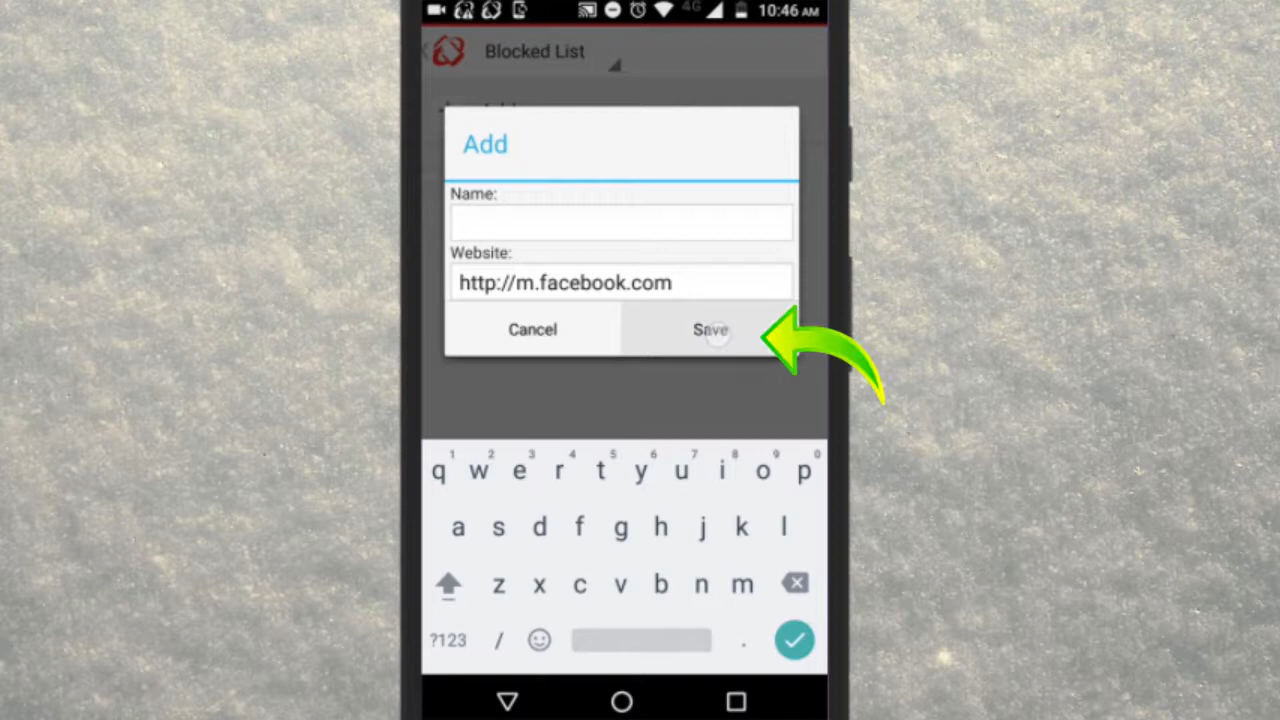 4G 10:46 AM
Blocked List
Add
Name:
Website:
http://m.facebook.com
Cancel Save
1 2 3 4 5 6 7 8 9 0
q w e r t y u i o p
a s d f g h j k l
z x c v b n m
?123 / .